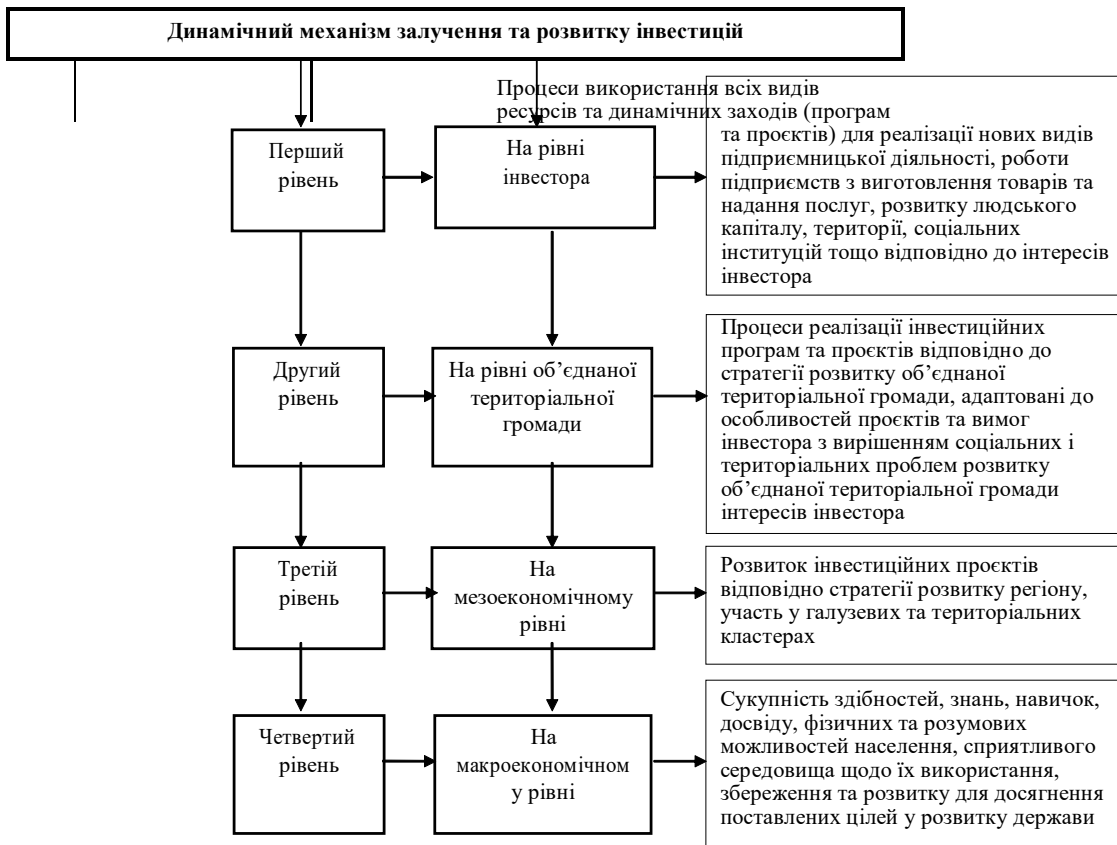 Динамічний механізм залучення та розвитку інвестицій
Перший
рівень
На рівні
інвестора
Процеси використання всіх видів
ресурсів та динамічних заходів (програм
та проєктів) для реалізації нових видів
підприємницької діяльності, роботи
підприємств з виготовлення товарів та
надання послуг, розвитку людського
капіталу, території, соціальних
інституцій тощо відповідно до інтересів
інвестора
Другий
рівень
На рівні об’єднаної
територіальної
громади
Процеси реалізації інвестиційних
програм та проєктів відповідно до
стратегії розвитку об’єднаної
територіальної громади, адаптовані до
особливостей проєктів та вимог
інвестора з вирішенням соціальних і
територіальних проблем розвитку
об’єднаної територіальної громади
інтересів інвестора
Третій
рівень
На
мезоекономічному
рівні
Розвиток інвестиційних проєктів
відповідно стратегії розвитку регіону,
участь у галузевих та територіальних
кластерах
Четвертий
рівень
На
макроекономічном
у рівні
Сукупність здібностей, знань, навичок,
досвіду, фізичних та розумових
можливостей населення, сприятливого
середовища щодо їх використання,
збереження та розвитку для досягнення
поставлених цілей у розвитку держави